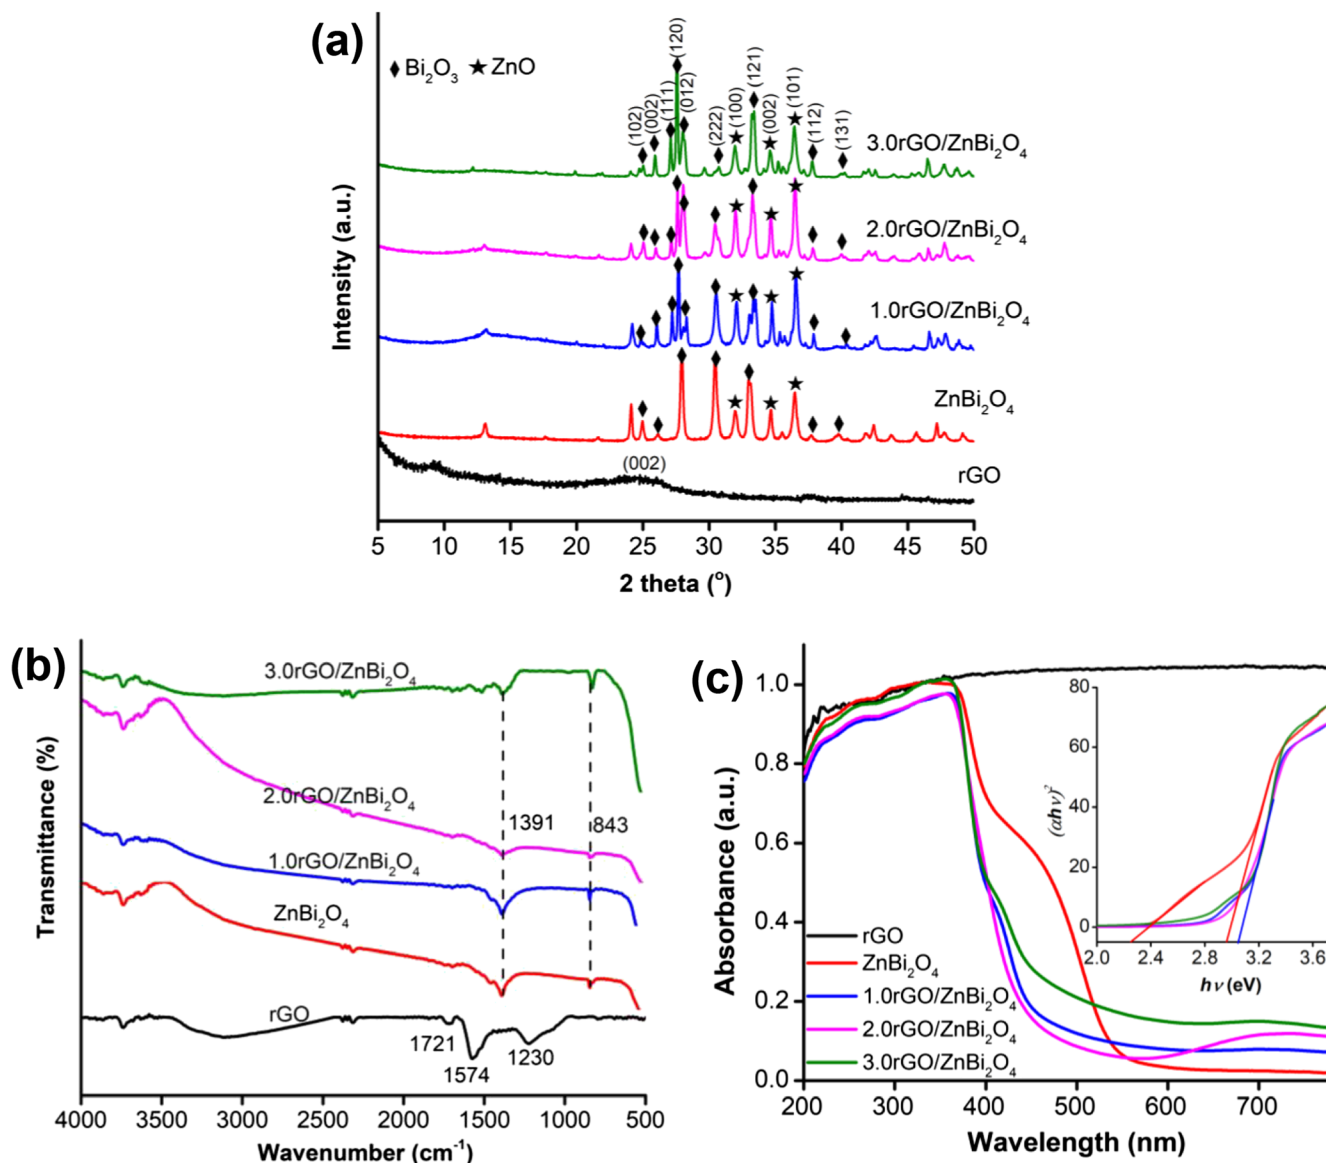 (a)
◆ Bi₂O₃ ★ ZnO
(102)
(002)
(111)
(120)
(012)
(222)
(100)
(121)
(002)
(101)
(112)
(131)
3.0rGO/ZnBi₂O₄
2.0rGO/ZnBi₂O₄
1.0rGO/ZnBi₂O₄
ZnBi₂O₄
(002)
rGO
Intensity (a.u.)
5 10 15 20 25 30 35 40 45 50
2 theta (°)
(b)
3.0rGO/ZnBi₂O₄
2.0rGO/ZnBi₂O₄
1391
843
1.0rGO/ZnBi₂O₄
ZnBi₂O₄
rGO
1721
1574
1230
Transmittance (%)
4000 3500 3000 2500 2000 1500 1000 500
Wavenumber (cm⁻¹)
(c)
1.0
0.8
0.6
0.4
0.2
0.0
Absorbance (a.u.)
rGO
ZnBi₂O₄
1.0rGO/ZnBi₂O₄
2.0rGO/ZnBi₂O₄
3.0rGO/ZnBi₂O₄
80
60
40
20
0
(αhν)²
2.0 2.4 2.8 3.2 3.6
hν (eV)
200 300 400 500 600 700
Wavelength (nm)